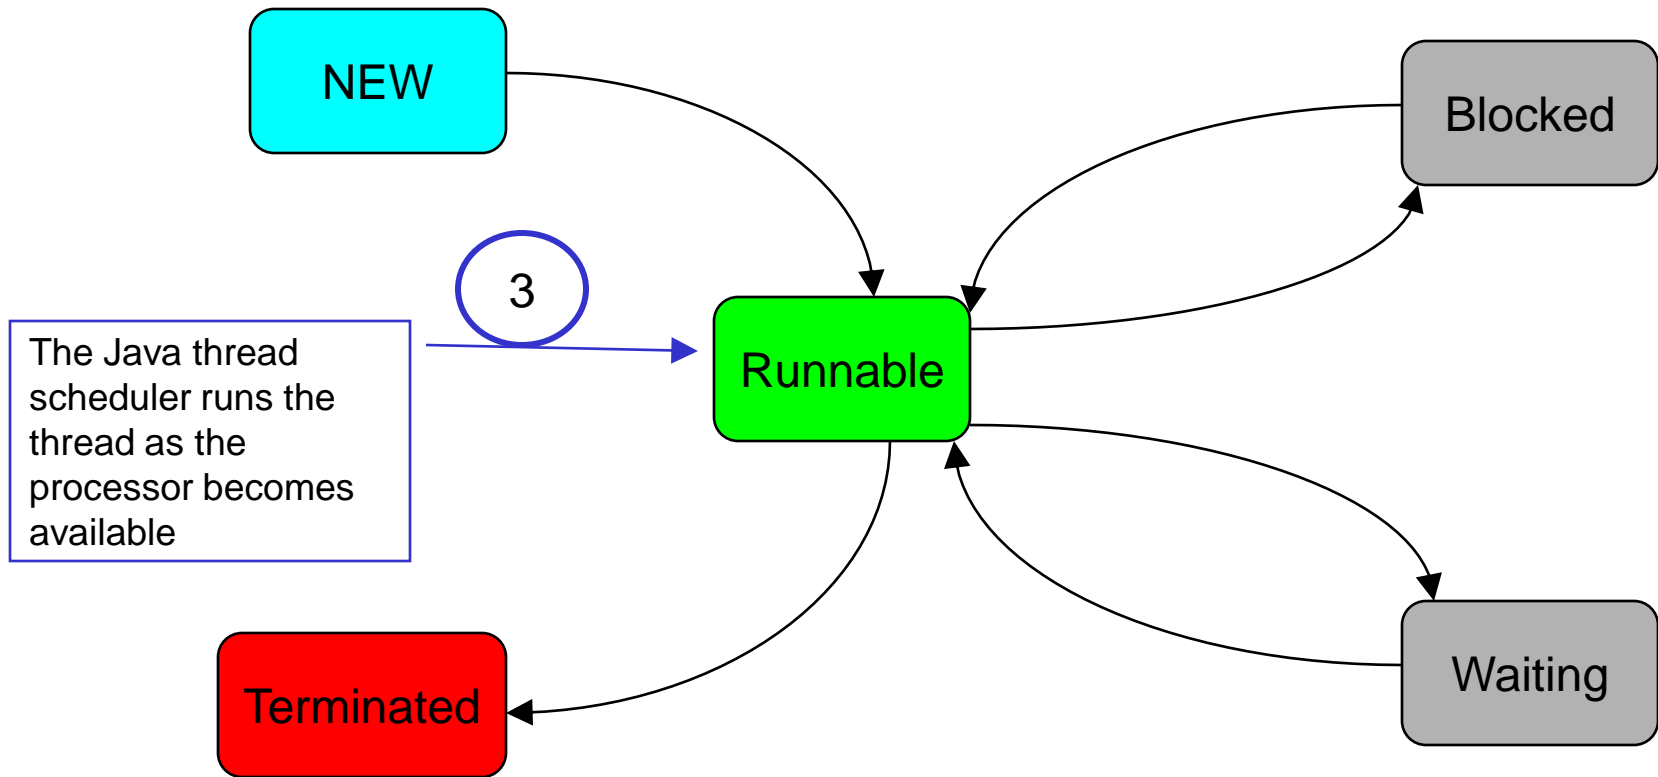 NEW
Blocked
3
The Java thread
scheduler runs the
thread as the
processor becomes
available
Runnable
Terminated
Waiting